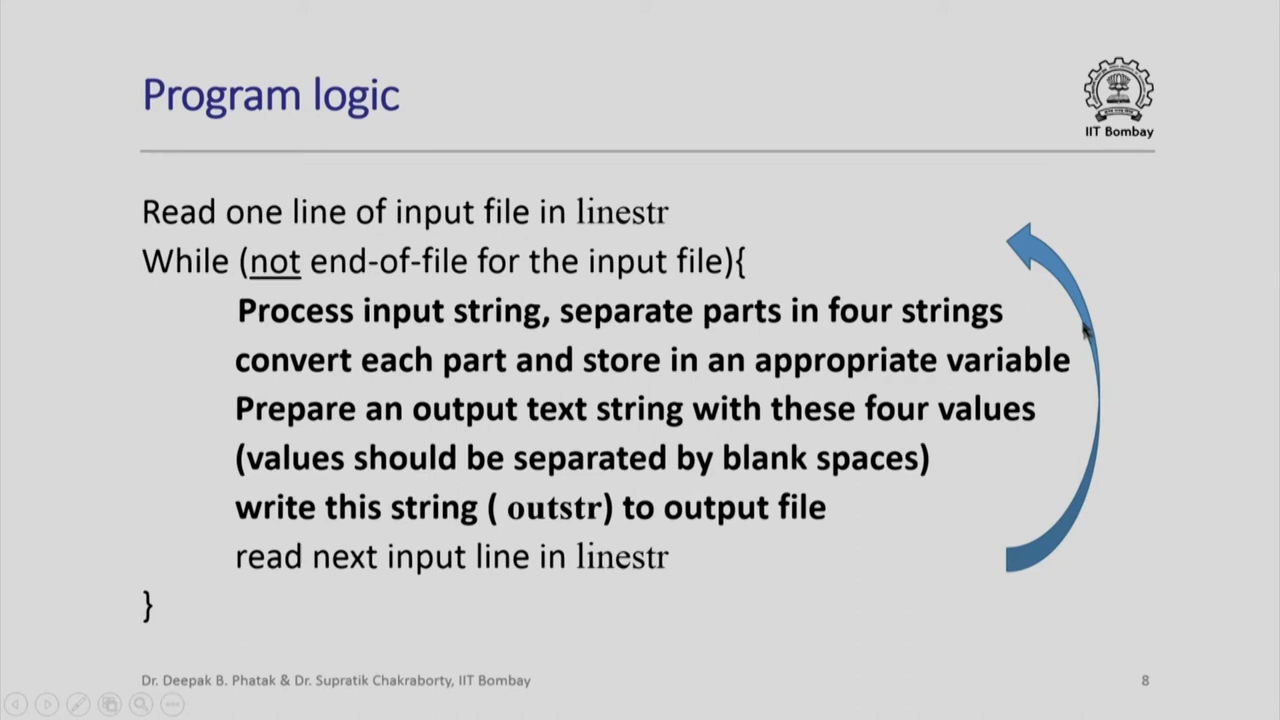 Program logic
IIT Bombay
Read one line of input file in linestr
While (not end-of-file for the input file){
Process input string, separate parts in four strings
convert each part and store in an appropriate variable
Prepare an output text string with these four values
(values should be separated by blank spaces)
write this string ( outstr) to output file
read next input line in linestr
}
Dr. Deepak B. Phatak & Dr. Supratik Chakraborty, IIT Bombay
8